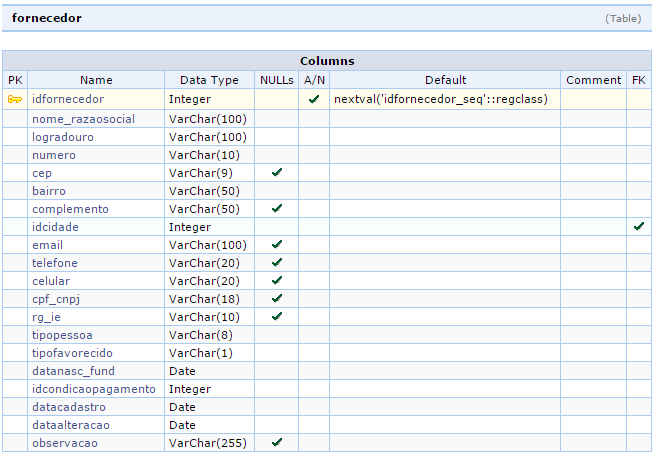 fornecedor (Table)
Columns
PK Name Data Type NULLs A/N Default Comment FK
idfornecedor Integer nextval('idfornecedor_seq'::regclass)
nome_razaosocial VarChar(100)
logradouro VarChar(100)
numero VarChar(10)
cep VarChar(9)
bairro VarChar(50)
complemento VarChar(50)
idcidade Integer
email VarChar(100)
telefone VarChar(20)
celular VarChar(20)
cpf_cnpj VarChar(18)
rg_ie VarChar(10)
tipopessoa VarChar(8)
tipofavorecido VarChar(1)
datanasc_fund Date
idcondicaopagamento Integer
datacadastro Date
dataalteracao Date
observacao VarChar(255)